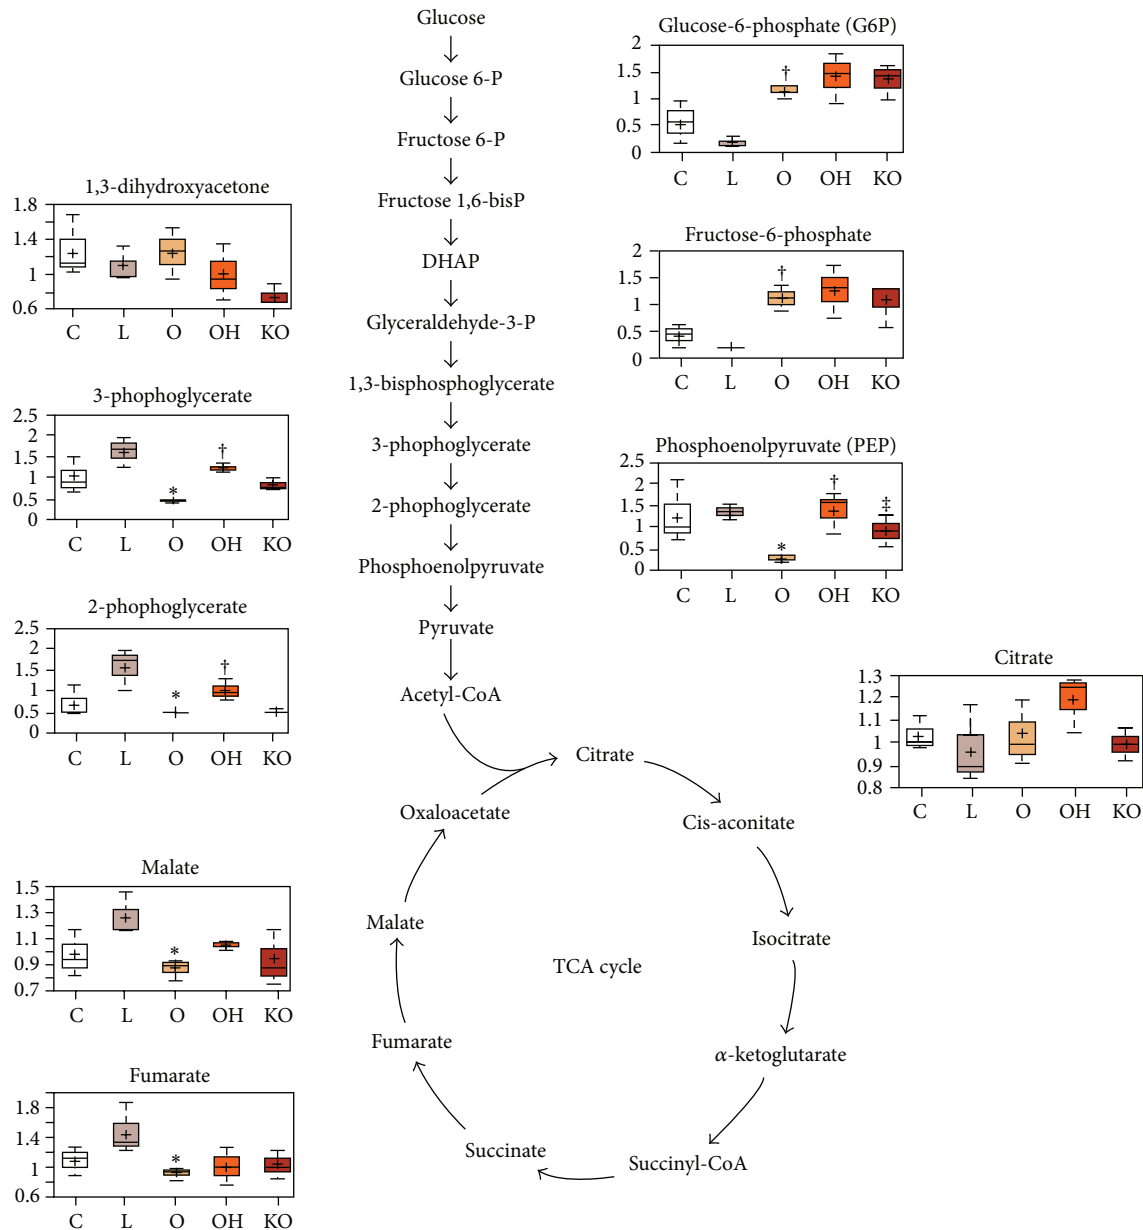 Glucose
Glucose 6-P
Fructose 6-P
Fructose 1,6-bisP
DHAP
Glyceraldehyde-3-P
1,3-bisphosphoglycerate
3-phophoglycerate
2-phophoglycerate
Phosphoenolpyruvate
Pyruvate
Acetyl-CoA
Citrate
Cis-aconitate
Isocitrate
α-ketoglutarate
Succinyl-CoA
Succinate
Fumarate
Malate
Oxaloacetate
TCA cycle
1,3-dihydroxyacetone
1.8
1.4
1
0.6
C L O OH KO
3-phophoglycerate
2.5
2
1.5
1
0.5
0
* †
C L O OH KO
2-phophoglycerate
2.5
2
1.5
1
0.5
0
* †
C L O OH KO
Malate
1.5
1.3
1.1
0.9
0.7
*
C L O OH KO
Fumarate
1.8
1.4
1
0.6
*
C L O OH KO
Glucose-6-phosphate (G6P)
2
1.5
1
0.5
0
†
C L O OH KO
Fructose-6-phosphate
2
1.5
1
0.5
0
†
C L O OH KO
Phosphoenolpyruvate (PEP)
2.5
2
1.5
1
0.5
0
* † ‡
C L O OH KO
Citrate
1.3
1.2
1.1
1
0.9
0.8
C L O OH KO